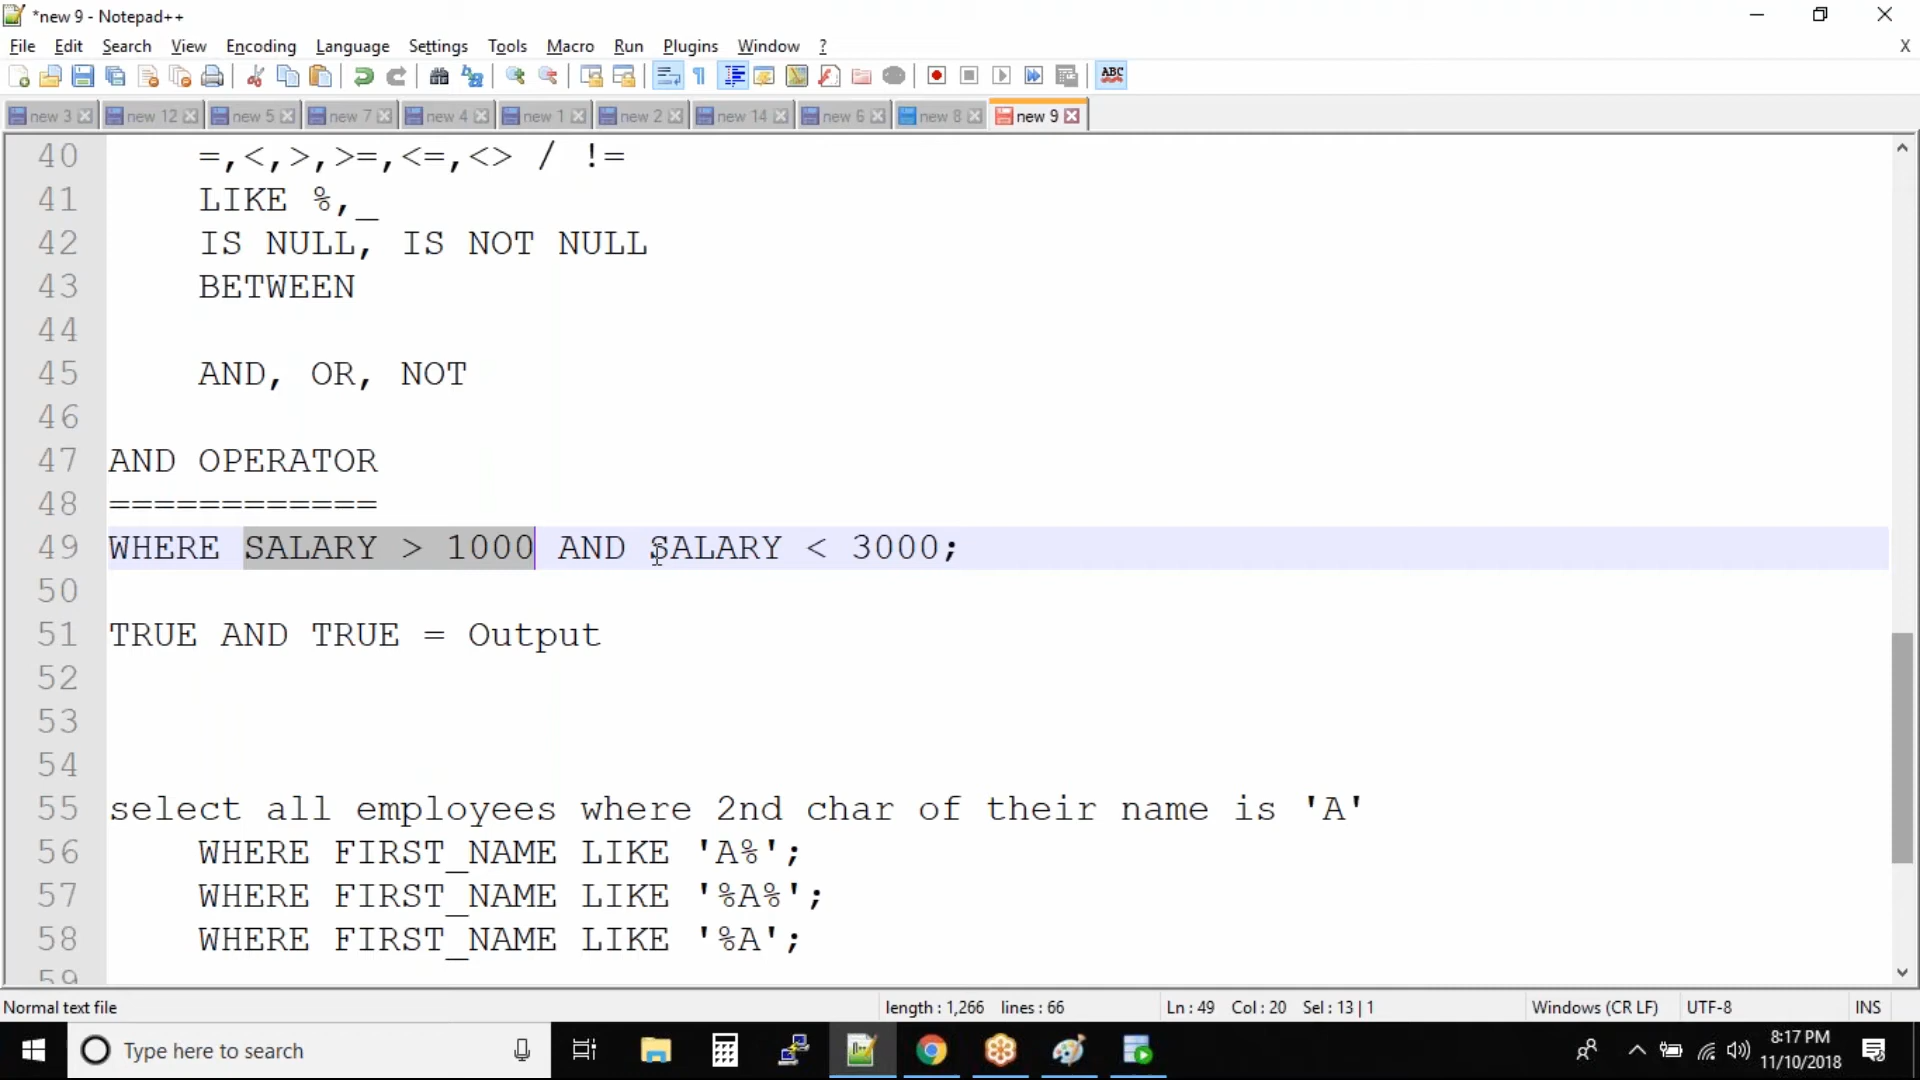 *new 9 - Notepad++
File Edit Search View Encoding Language Settings Tools Macro Run Plugins Window ? X
ABC
new 3 new 12 new 5 new 7 new 4 new 1 new 2 new 14 new 6 new 8 new 9
40 =,<,>,>=,<=,<> / !=
41 LIKE %,_
42 IS NULL, IS NOT NULL
43 BETWEEN
44
45 AND, OR, NOT
46
47 AND OPERATOR
48 ============
49 WHERE SALARY > 1000 AND SALARY < 3000;
50
51 TRUE AND TRUE = Output
52
53
54
55 select all employees where 2nd char of their name is 'A'
56 WHERE FIRST_NAME LIKE 'A%';
57 WHERE FIRST_NAME LIKE '%A%';
58 WHERE FIRST_NAME LIKE '%A';
59
Normal text file length : 1,266 lines : 66 Ln : 49 Col : 20 Sel : 13 | 1 Windows (CR LF) UTF-8 INS
Type here to search
8:17 PM
11/10/2018